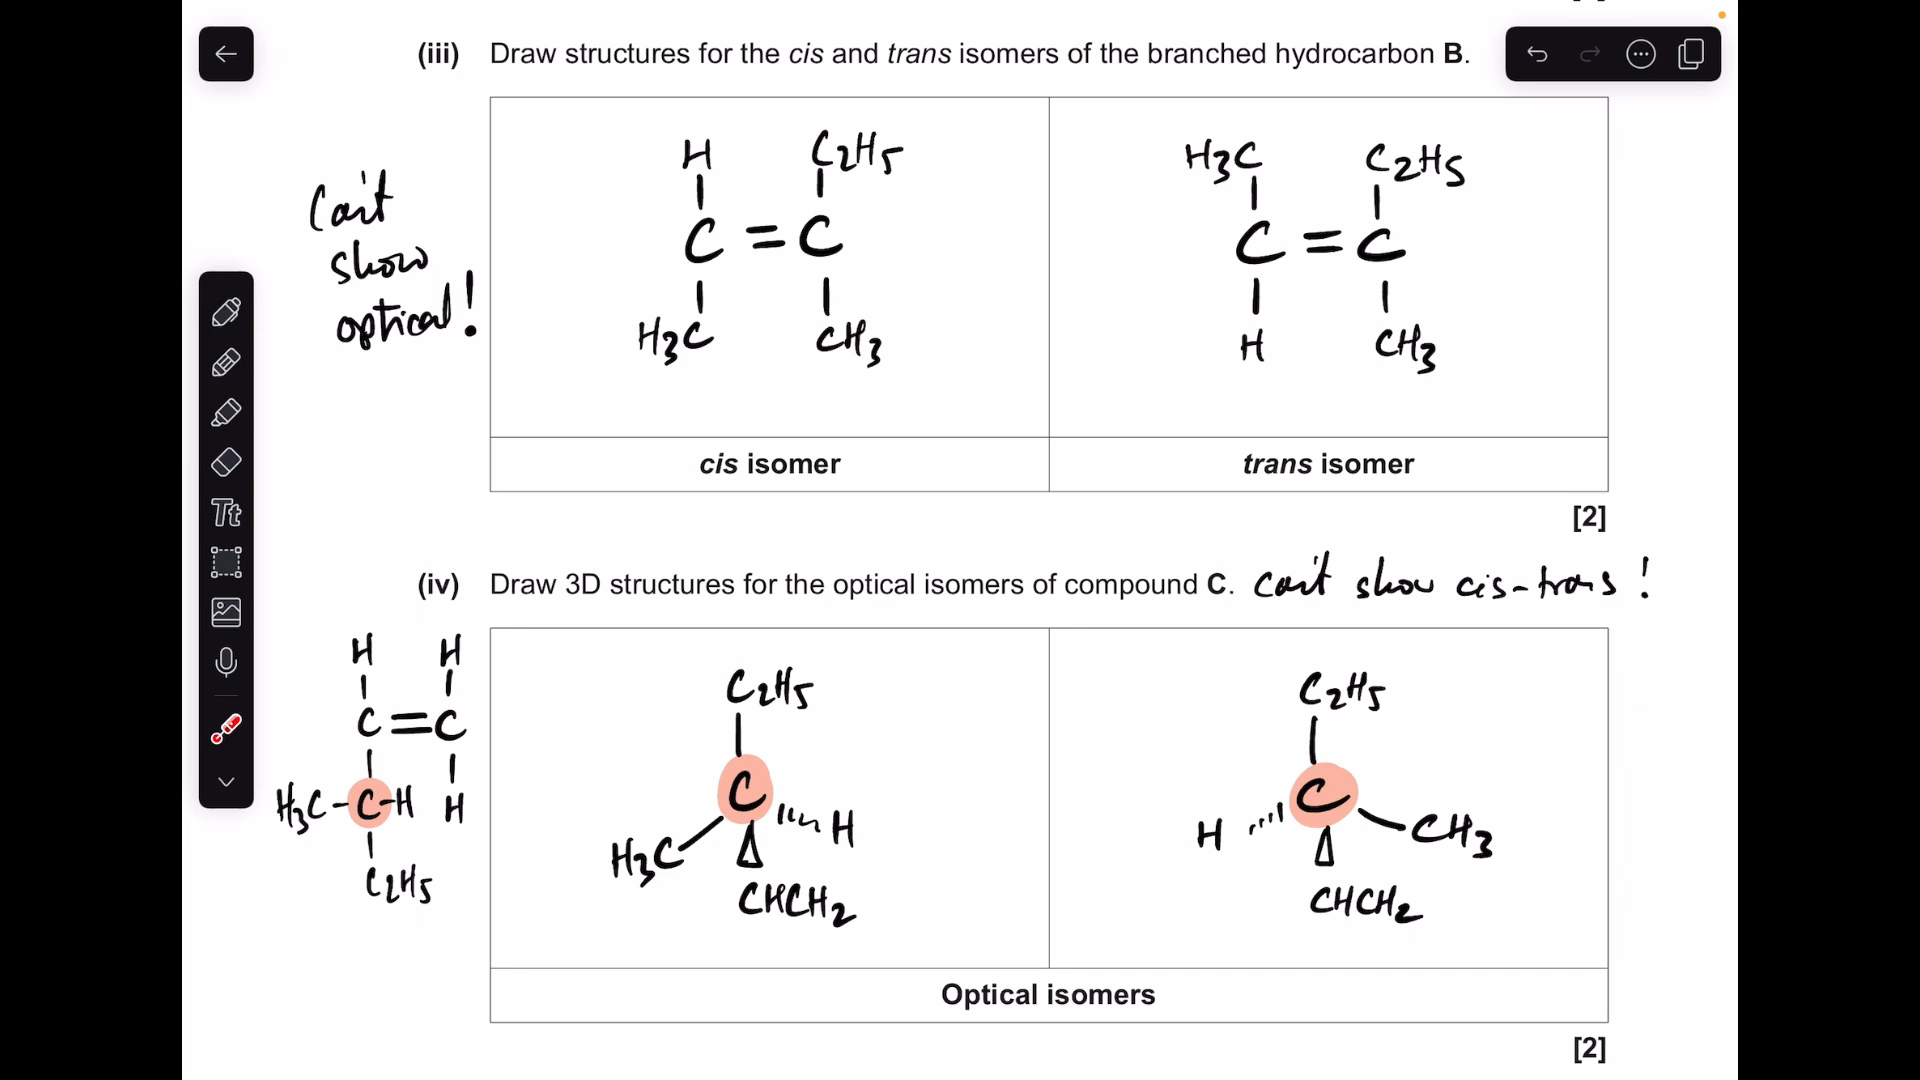 (iii) Draw structures for the cis and trans isomers of the branched hydrocarbon B.
Can't
show
optical!
H C2H5
C = C
H3C CH3
H3C C2H5
C = C
H CH3
cis isomer
trans isomer
[2]
(iv) Draw 3D structures for the optical isomers of compound C. can't show cis-trans!
H H
C=C
H3C-C-H H
C2H5
C2H5
C
H3C H
CHCH2
C2H5
C
H CH3
CHCH2
Optical isomers
[2]
Tt